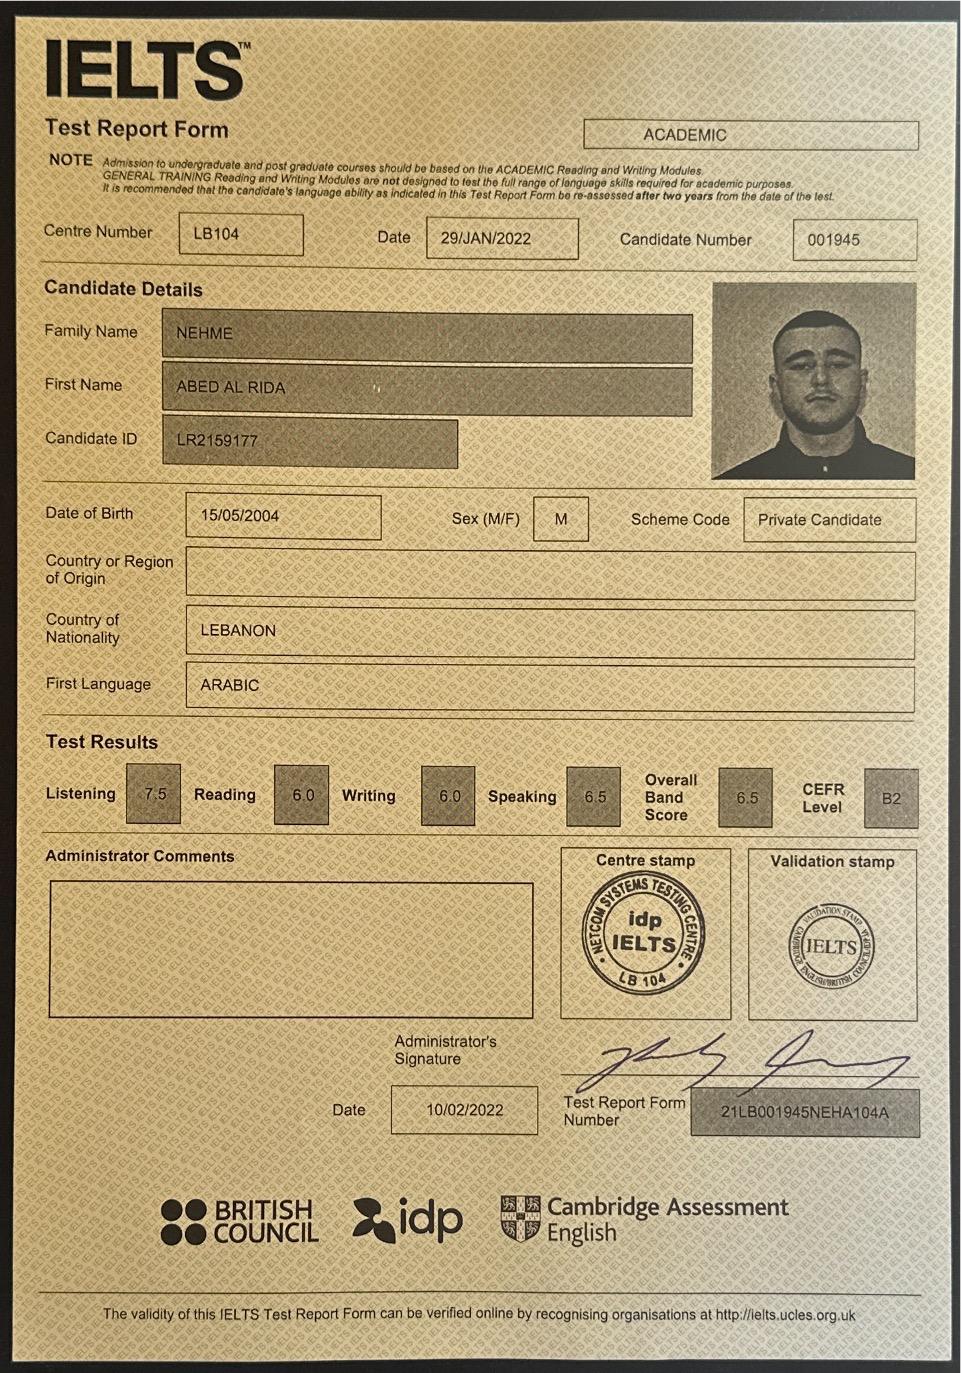 IELTS™
Test Report Form
ACADEMIC
NOTE Admission to undergraduate and post graduate courses should be based on the ACADEMIC Reading and Writing Modules.
GENERAL TRAINING Reading and Writing Modules are not designed to test the full range of language skills required for academic purposes.
It is recommended that the candidate's language ability as indicated in this Test Report Form be re-assessed after two years from the date of the test.
Centre Number LB104 Date 29/JAN/2022 Candidate Number 001945
Candidate Details
Family Name NEHME
First Name ABED AL RIDA
Candidate ID LR2159177
Date of Birth 15/05/2004 Sex (M/F) M Scheme Code Private Candidate
Country or Region
of Origin
Country of
Nationality LEBANON
First Language ARABIC
Test Results
Listening 7.5 Reading 6.0 Writing 6.0 Speaking 6.5 Overall Band Score 6.5 CEFR Level B2
Administrator Comments
Centre stamp
NETCOM SYSTEMS TESTING CENTRE
idp
IELTS
LB 104
Validation stamp
VALIDATION STAMP
IELTS
Administrator's
Signature
Date 10/02/2022
Test Report Form
Number 21LB001945NEHA104A
BRITISH
COUNCIL
idp
Cambridge Assessment
English
The validity of this IELTS Test Report Form can be verified online by recognising organisations at http://ielts.ucles.org.uk